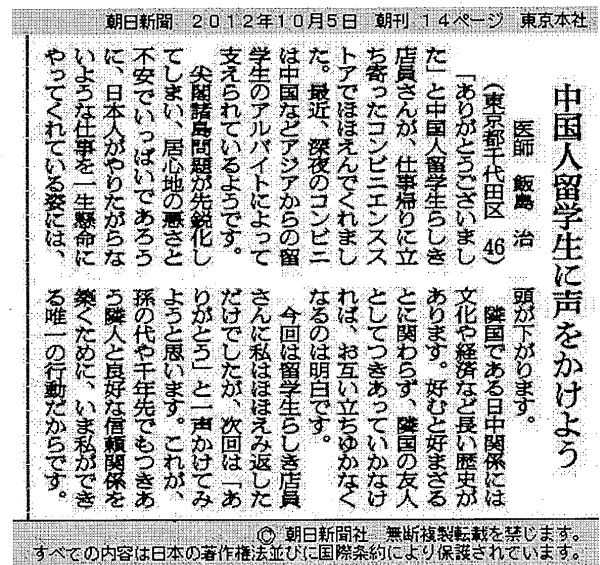 朝日新聞　2012年10月5日　朝刊　14ページ　東京本社
中国人留学生に声をかけよう
医師　飯島　治
（東京都千代田区　46）
「ありがとうございまし
た」と中国人留学生らしき
店員さんが、仕事帰りに立
ち寄ったコンビニエンスス
トアでほほえんでくれまし
た。最近、深夜のコンビニ
は中国などアジアからの留
学生のアルバイトによって
支えられているようです。
尖閣諸島問題が先鋭化し
てしまい、居心地の悪さと
不安でいっぱいであろう
に、日本人がやりたがらな
いような仕事を一生懸命に
やってくれている姿には、
頭が下がります。
隣国である日中関係には
文化や経済など長い歴史が
あります。好むと好まざる
とに関わらず、隣国の友人
としてつきあっていかなけ
れば、お互い立ちゆかなく
なるのは明白です。
今回は留学生らしき店員
さんに私はほほえみ返した
だけでしたが、次回は「あ
りがとう」と一声かけてみ
ようと思います。これが、
孫の代や千年先でもつきあ
う隣人と良好な信頼関係を
築くために、いま私ができ
る唯一の行動だからです。
© 朝日新聞社　無断複製転載を禁じます。
すべての内容は日本の著作権法並びに国際条約により保護されています。